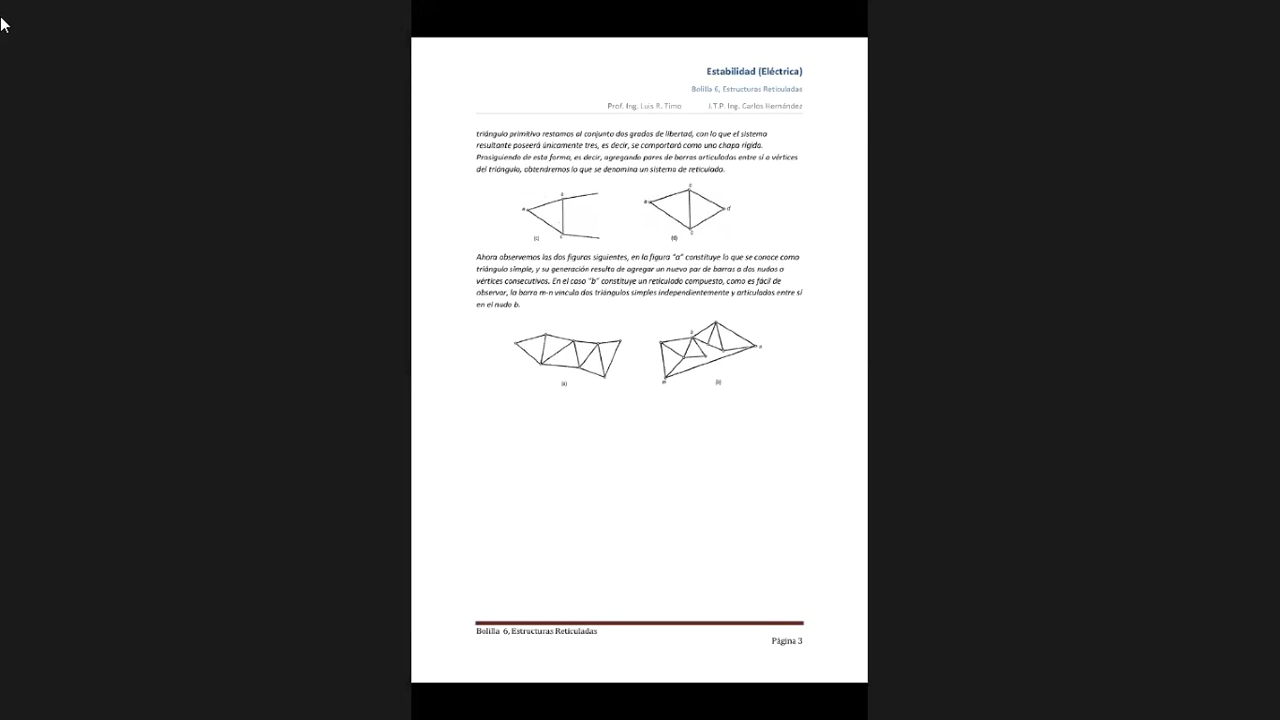 Estabilidad (Eléctrica)
Bolilla 6, Estructuras Reticuladas
Prof. Ing. Luis R. Timo J.T.P. Ing. Carlos Hernández
triángulo primitivo restamos al conjunto dos grados de libertad, con lo que el sistema
resultante poseerá únicamente tres, es decir, se comportará como una chapa rígida.
Prosiguiendo de esta forma, es decir, agregando pares de barras articuladas entre sí a vértices
del triángulo, obtendremos lo que se denomina un sistema de reticulado.
(c) (d)
Ahora observemos las dos figuras siguientes, en la figura "a" constituye lo que se conoce como
triángulo simple, y su generación resulta de agregar un nuevo par de barras a dos nudos o
vértices consecutivos. En el caso "b" constituye un reticulado compuesto, como es fácil de
observar, la barra m-n vincula dos triángulos simples independientemente y articulados entre sí
en el nudo b.
(a) (b)
Bolilla 6, Estructuras Reticuladas
Página 3